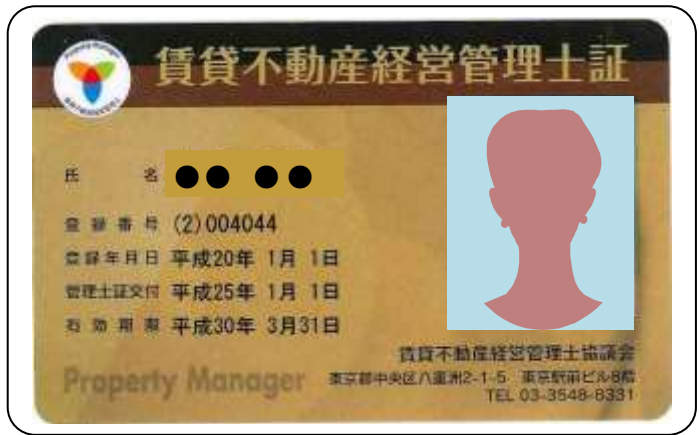 賃貸不動産経営管理士証
氏 名 ●● ●●
登録番号 (2)004044
登録年月日 平成20年 1月 1日
管理士証交付 平成25年 1月 1日
有効期限 平成30年 3月31日
賃貸不動産経営管理士協議会
Property Manager 東京都中央区八重洲2-1-5 東京駅前ビル8階
TEL 03-3548-8331